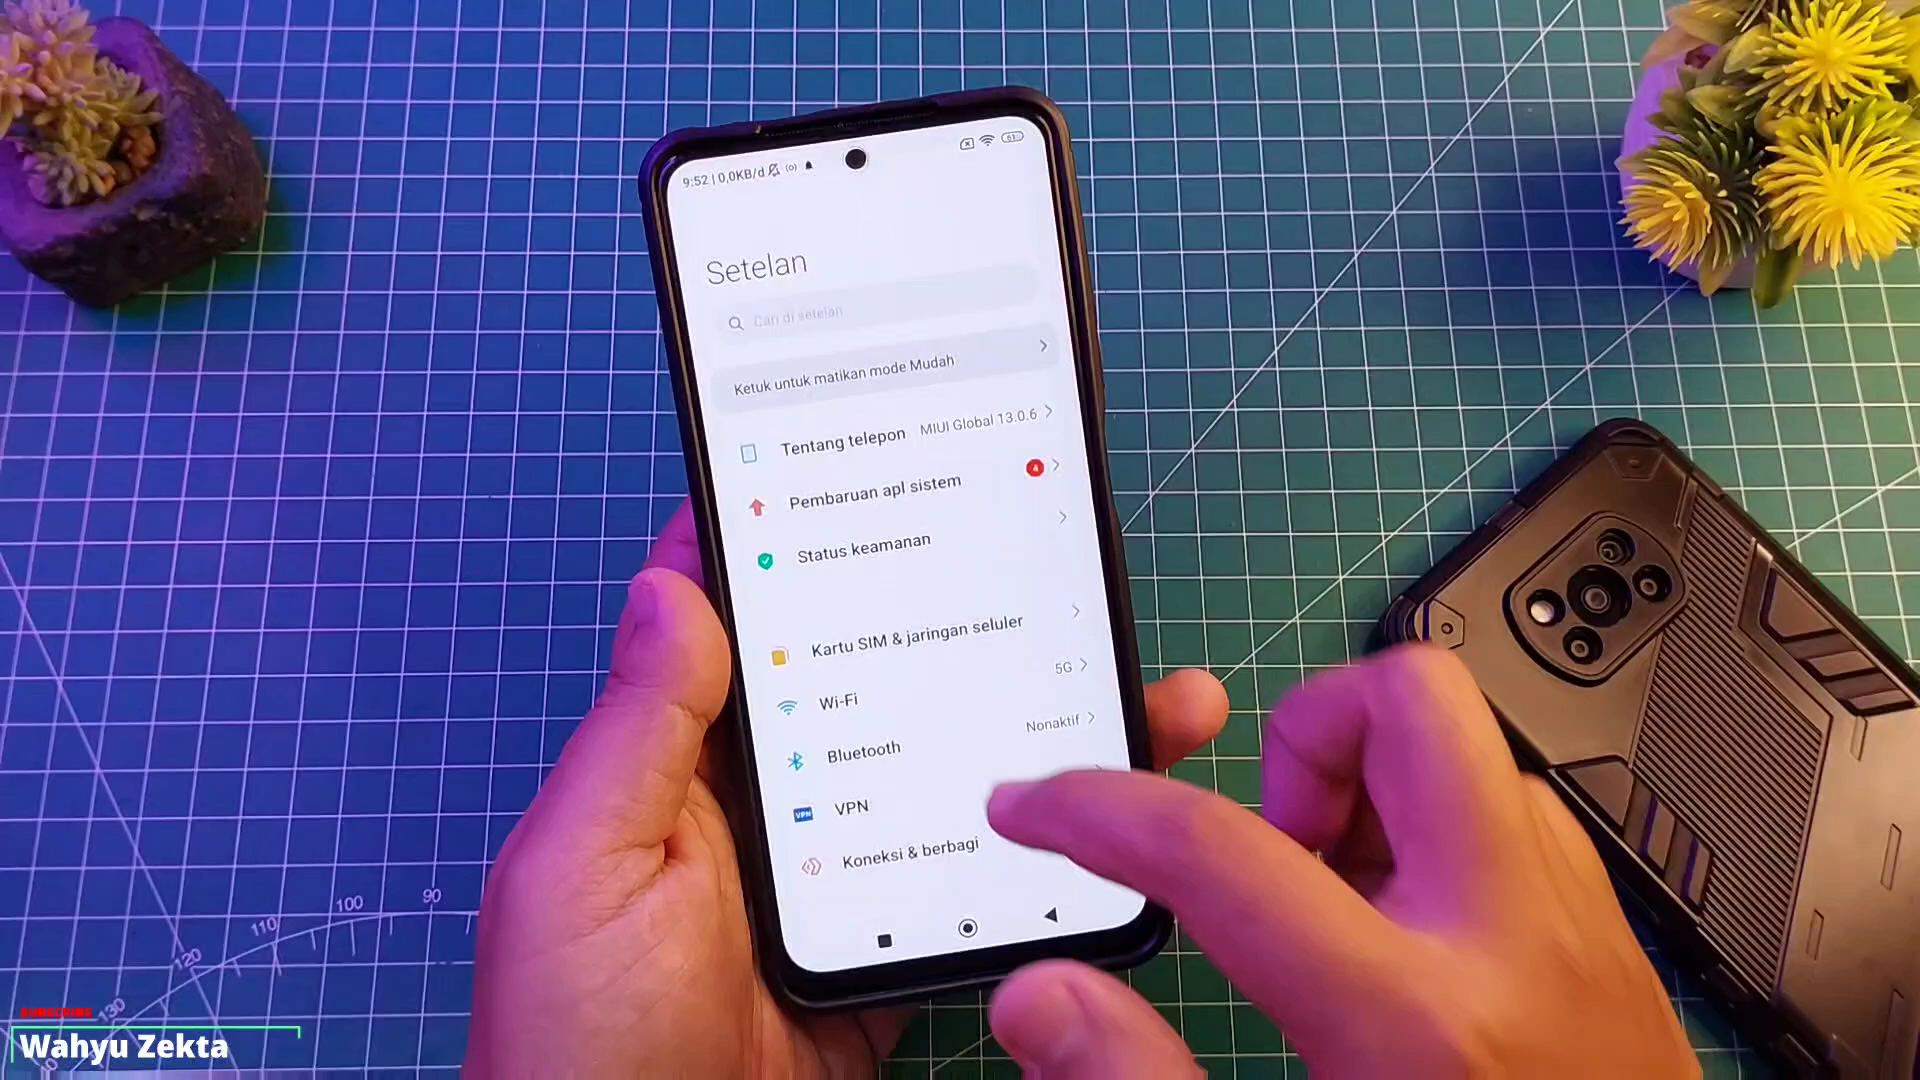 9:52 | 0,0KB/d
61
Setelan
Cari di setelan
Ketuk untuk matikan mode Mudah
Tentang telepon MIUI Global 13.0.6
Pembaruan apl sistem 4
Status keamanan
Kartu SIM & jaringan seluler
Wi-Fi 5G
Bluetooth Nonaktif
VPN VPN
Koneksi & berbagi
90
100
110
120
130
SUBSCRIBE
Wahyu Zekta